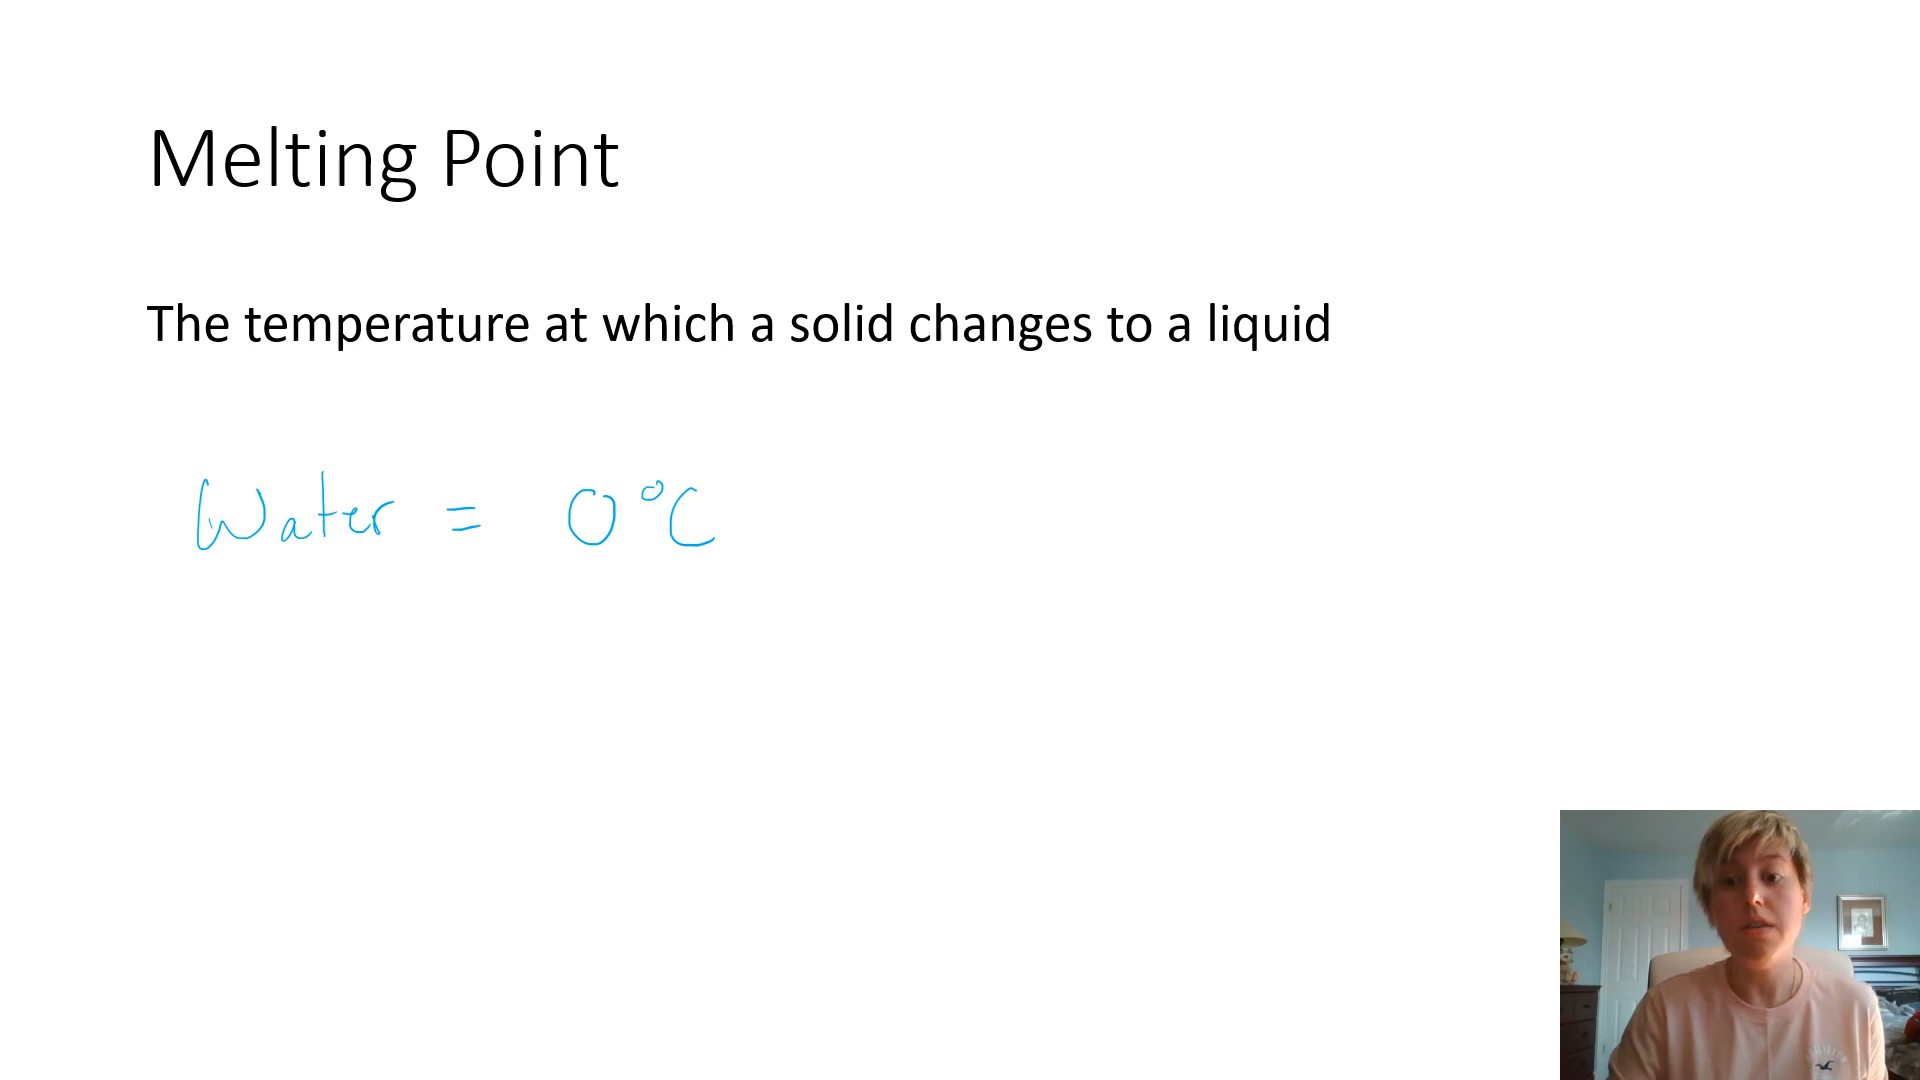 Melting Point
The temperature at which a solid changes to a liquid
Water = 0°C